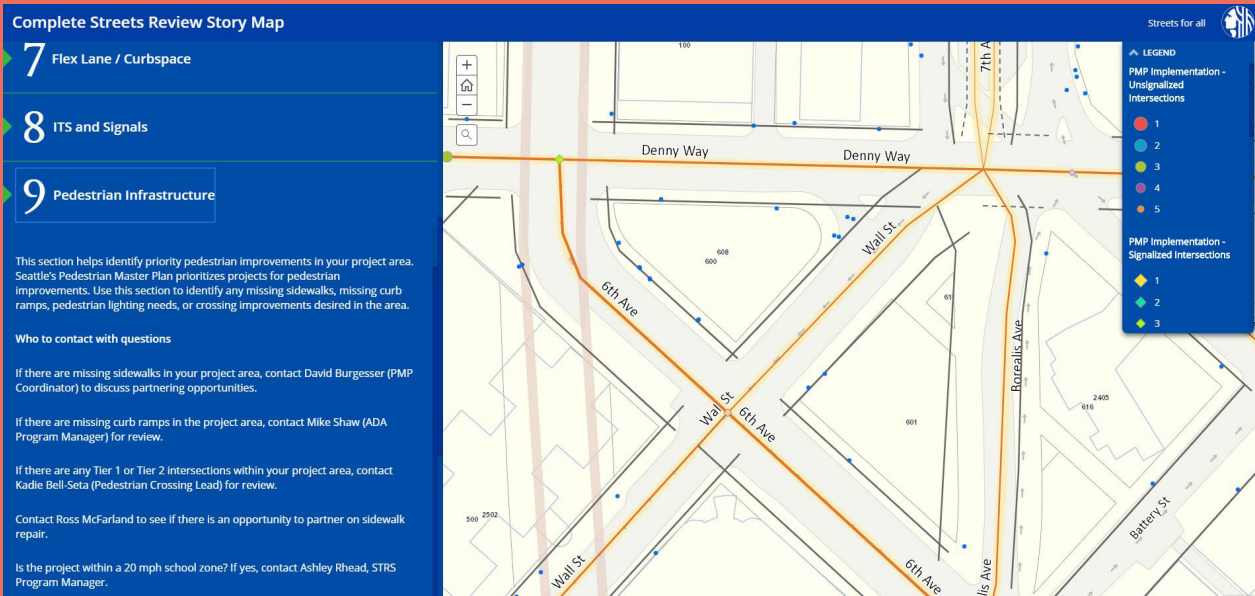 Complete Streets Review Story Map
Streets for all
7 Flex Lane / Curbspace
8 ITS and Signals
9 Pedestrian Infrastructure
This section helps identify priority pedestrian improvements in your project area.
Seattle's Pedestrian Master Plan prioritizes projects for pedestrian
improvements. Use this section to identify any missing sidewalks, missing curb
ramps, pedestrian lighting needs, or crossing improvements desired in the area.
Who to contact with questions
If there are missing sidewalks in your project area, contact David Burgesser (PMP
Coordinator) to discuss partnering opportunities.
If there are missing curb ramps in the project area, contact Mike Shaw (ADA
Program Manager) for review.
If there are any Tier 1 or Tier 2 intersections within your project area, contact
Kadie Bell-Seta (Pedestrian Crossing Lead) for review.
Contact Ross McFarland to see if there is an opportunity to partner on sidewalk
repair.
Is the project within a 20 mph school zone? If yes, contact Ashley Rhead, STRS
Program Manager.
100
7th A
Denny Way
Denny Way
608
600
Wall St
6th Ave
61
Borealis Ave
2405
616
Wall St
6th Ave
601
500
2502
Battery St
Wall St
6th Ave
lis Ave
LEGEND
PMP Implementation -
Unsignalized
Intersections
1
2
3
4
5
PMP Implementation -
Signalized Intersections
1
2
3